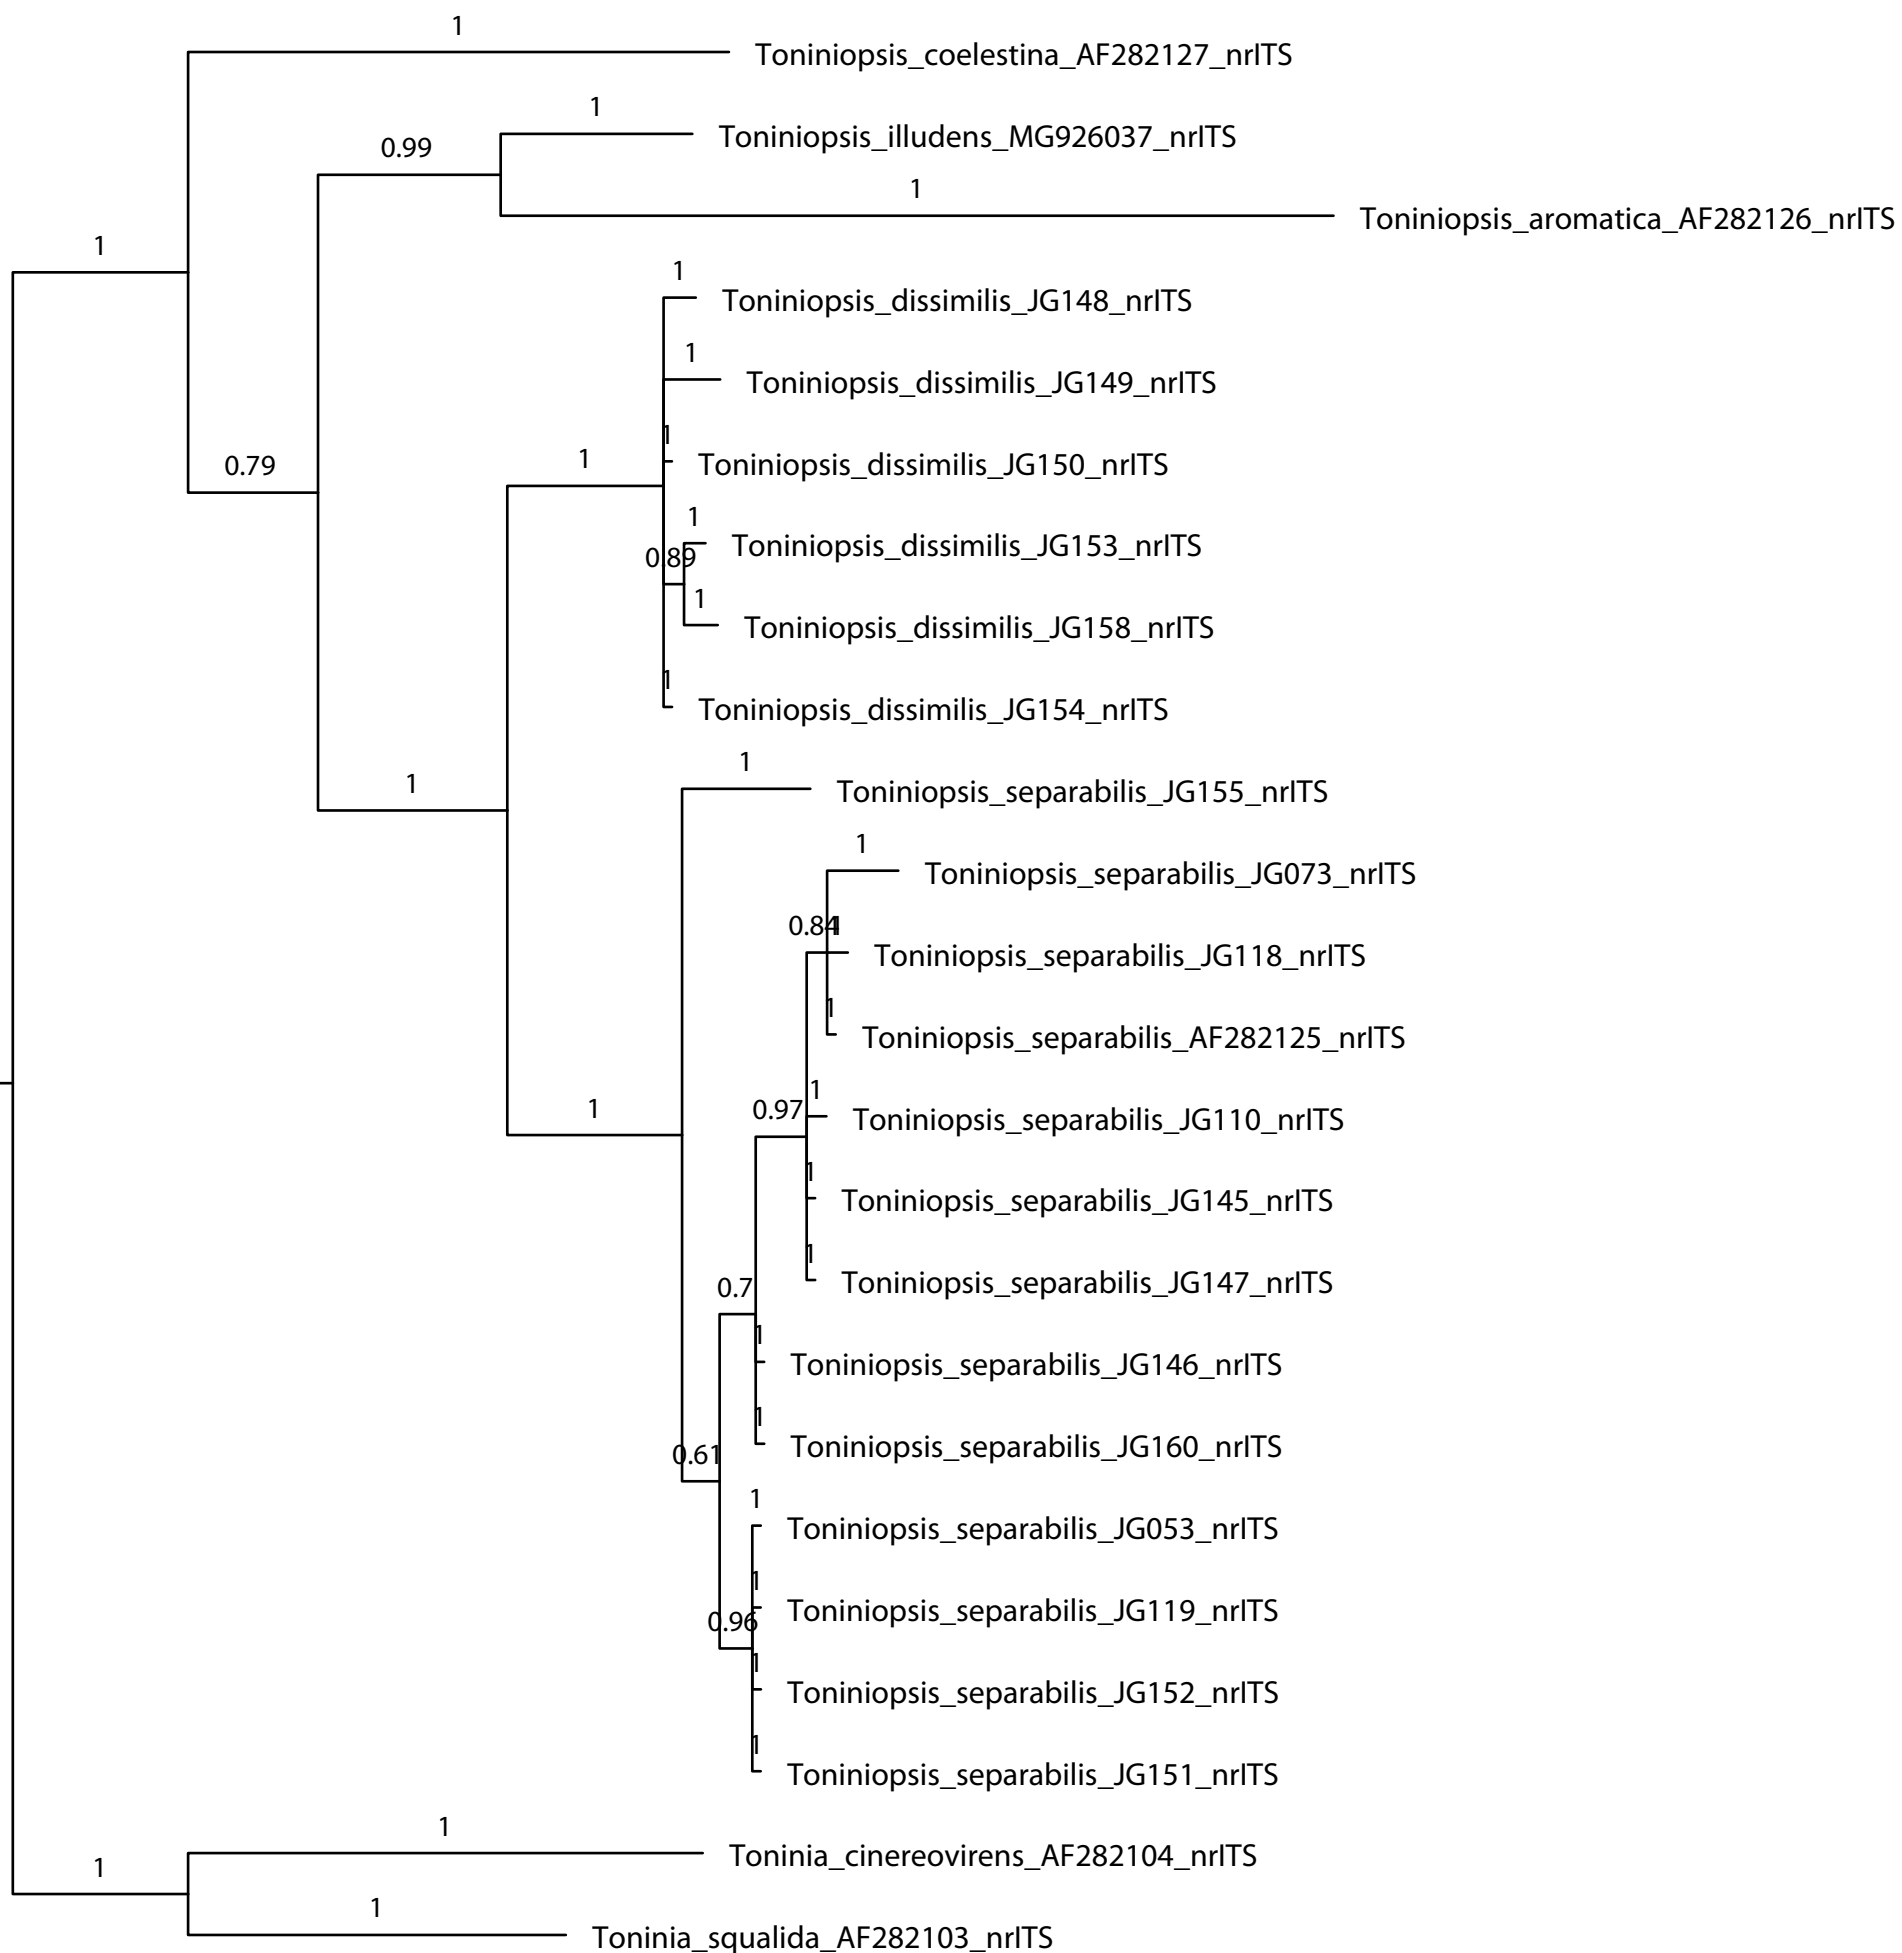 1
Toniniopsis_coelestina_AF282127_nrITS
1
Toniniopsis_illudens_MG926037_nrITS
0.99
1
Toniniopsis_aromatica_AF282126_nrITS
1
1
Toniniopsis_dissimilis_JG148_nrITS
1
Toniniopsis_dissimilis_JG149_nrITS
1
Toniniopsis_dissimilis_JG150_nrITS
0.79
1
1
Toniniopsis_dissimilis_JG153_nrITS
0.89
1
Toniniopsis_dissimilis_JG158_nrITS
1
Toniniopsis_dissimilis_JG154_nrITS
1
1
Toniniopsis_separabilis_JG155_nrITS
1
Toniniopsis_separabilis_JG073_nrITS
0.84
1
Toniniopsis_separabilis_JG118_nrITS
1
Toniniopsis_separabilis_AF282125_nrITS
1
0.97
1
Toniniopsis_separabilis_JG110_nrITS
1
Toniniopsis_separabilis_JG145_nrITS
1
Toniniopsis_separabilis_JG147_nrITS
0.7
1
Toniniopsis_separabilis_JG146_nrITS
1
Toniniopsis_separabilis_JG160_nrITS
0.61
1
Toniniopsis_separabilis_JG053_nrITS
1
Toniniopsis_separabilis_JG119_nrITS
0.96
1
Toniniopsis_separabilis_JG152_nrITS
1
Toniniopsis_separabilis_JG151_nrITS
1
Toninia_cinereovirens_AF282104_nrITS
1
1
Toninia_squalida_AF282103_nrITS